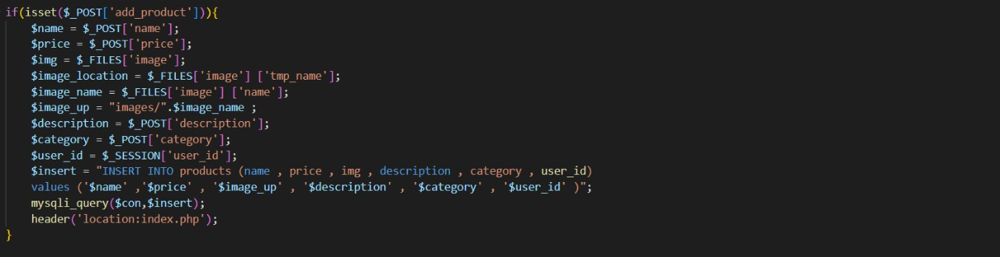 if(isset($_POST['add_product'])){
$name = $_POST['name'];
$price = $_POST['price'];
$img = $_FILES['image'];
$image_location = $_FILES['image'] ['tmp_name'];
$image_name = $_FILES['image'] ['name'];
$image_up = "images/".$image_name ;
$description = $_POST['description'];
$category = $_POST['category'];
$user_id = $_SESSION['user_id'];
$insert = "INSERT INTO products (name , price , img , description , category , user_id)
values ('$name' ,'$price' , '$image_up' , '$description' , '$category' , '$user_id' )";
mysqli_query($con,$insert);
header('location:index.php');
}